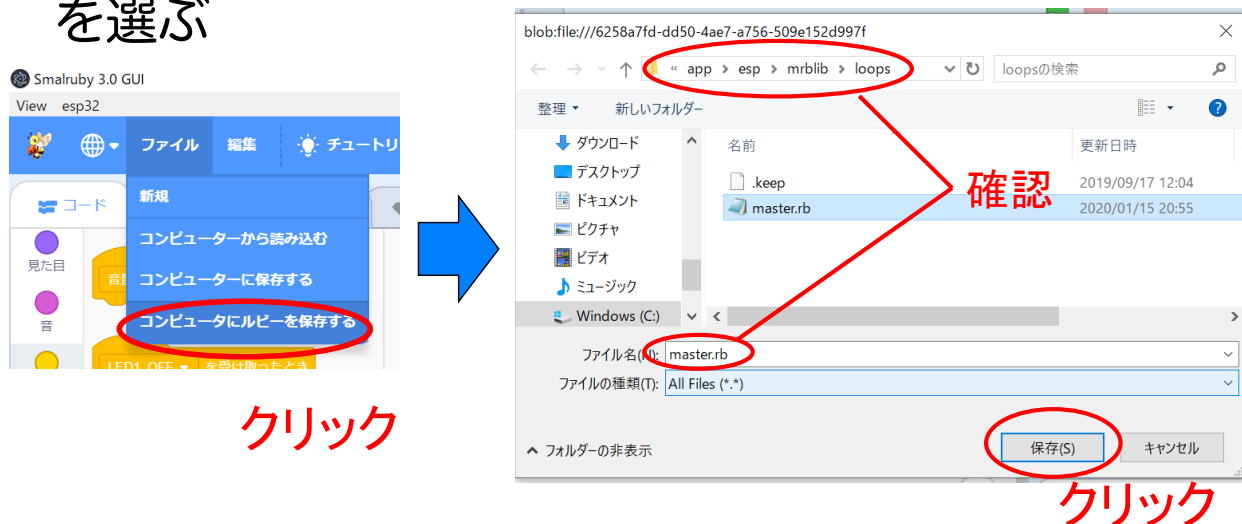 を選ぶ
Smalruby 3.0 GUI
View esp32
ファイル 編集 チュートリ
コード
新規
コンピューターから読み込む
コンピューターに保存する
コンピュータにルビーを保存する
見た目
音
音
LED1_OFF を受け取ったとき
クリック
blob:file:///6258a7fd-dd50-4ae7-a756-509e152d997f
« app › esp › mrblib › loops
loopsの検索
整理 新しいフォルダー
ダウンロード
デスクトップ
ドキュメント
ピクチャ
ビデオ
ミュージック
Windows (C:)
名前 更新日時
.keep 2019/09/17 12:04
master.rb 2020/01/15 20:55
確認
ファイル名(N): master.rb
ファイルの種類(T): All Files (*.*)
フォルダーの非表示
保存(S) キャンセル
クリック